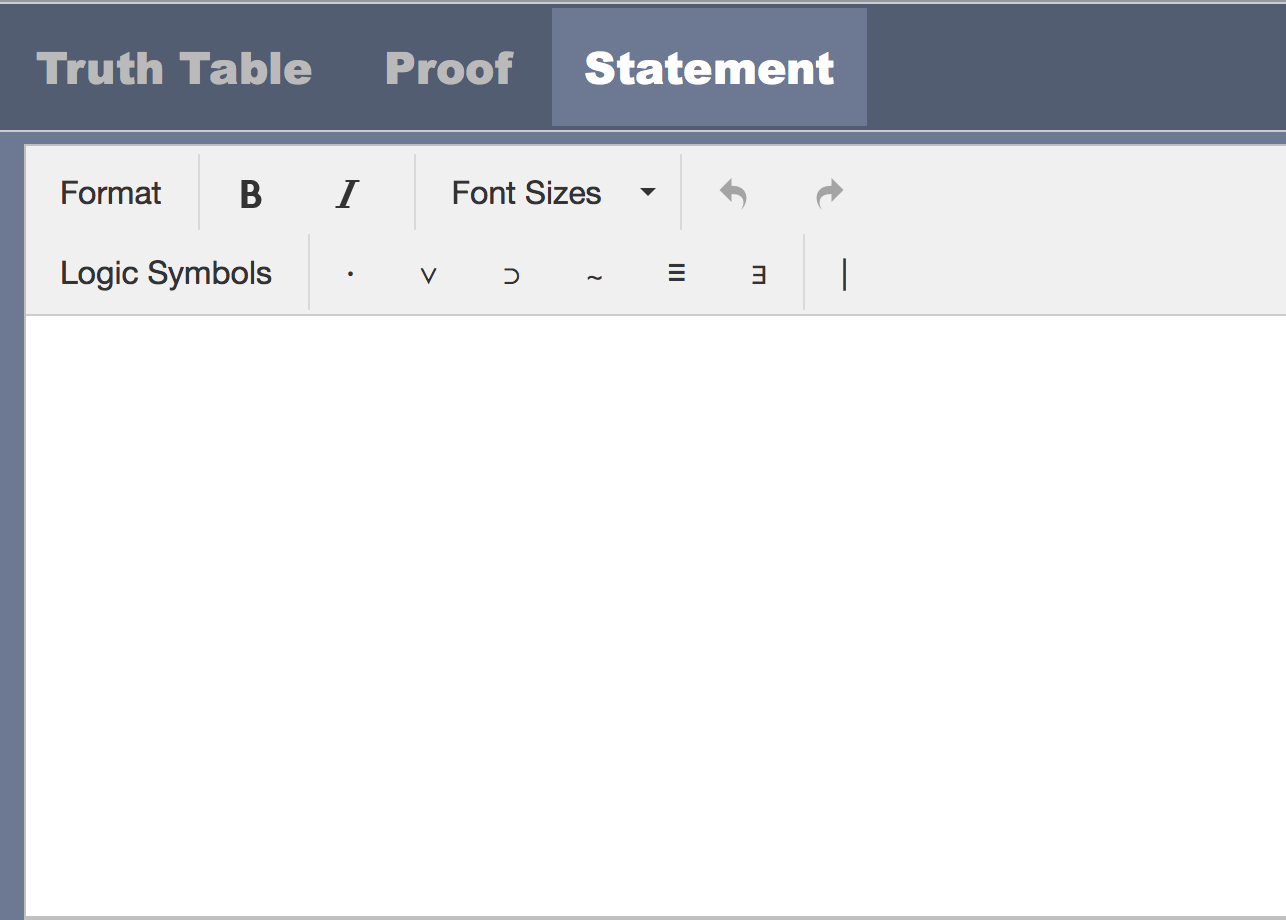 Truth Table Proof Statement
Format B I Font Sizes
Logic Symbols · ∨ ⊃ ~ ≡ ∃ |